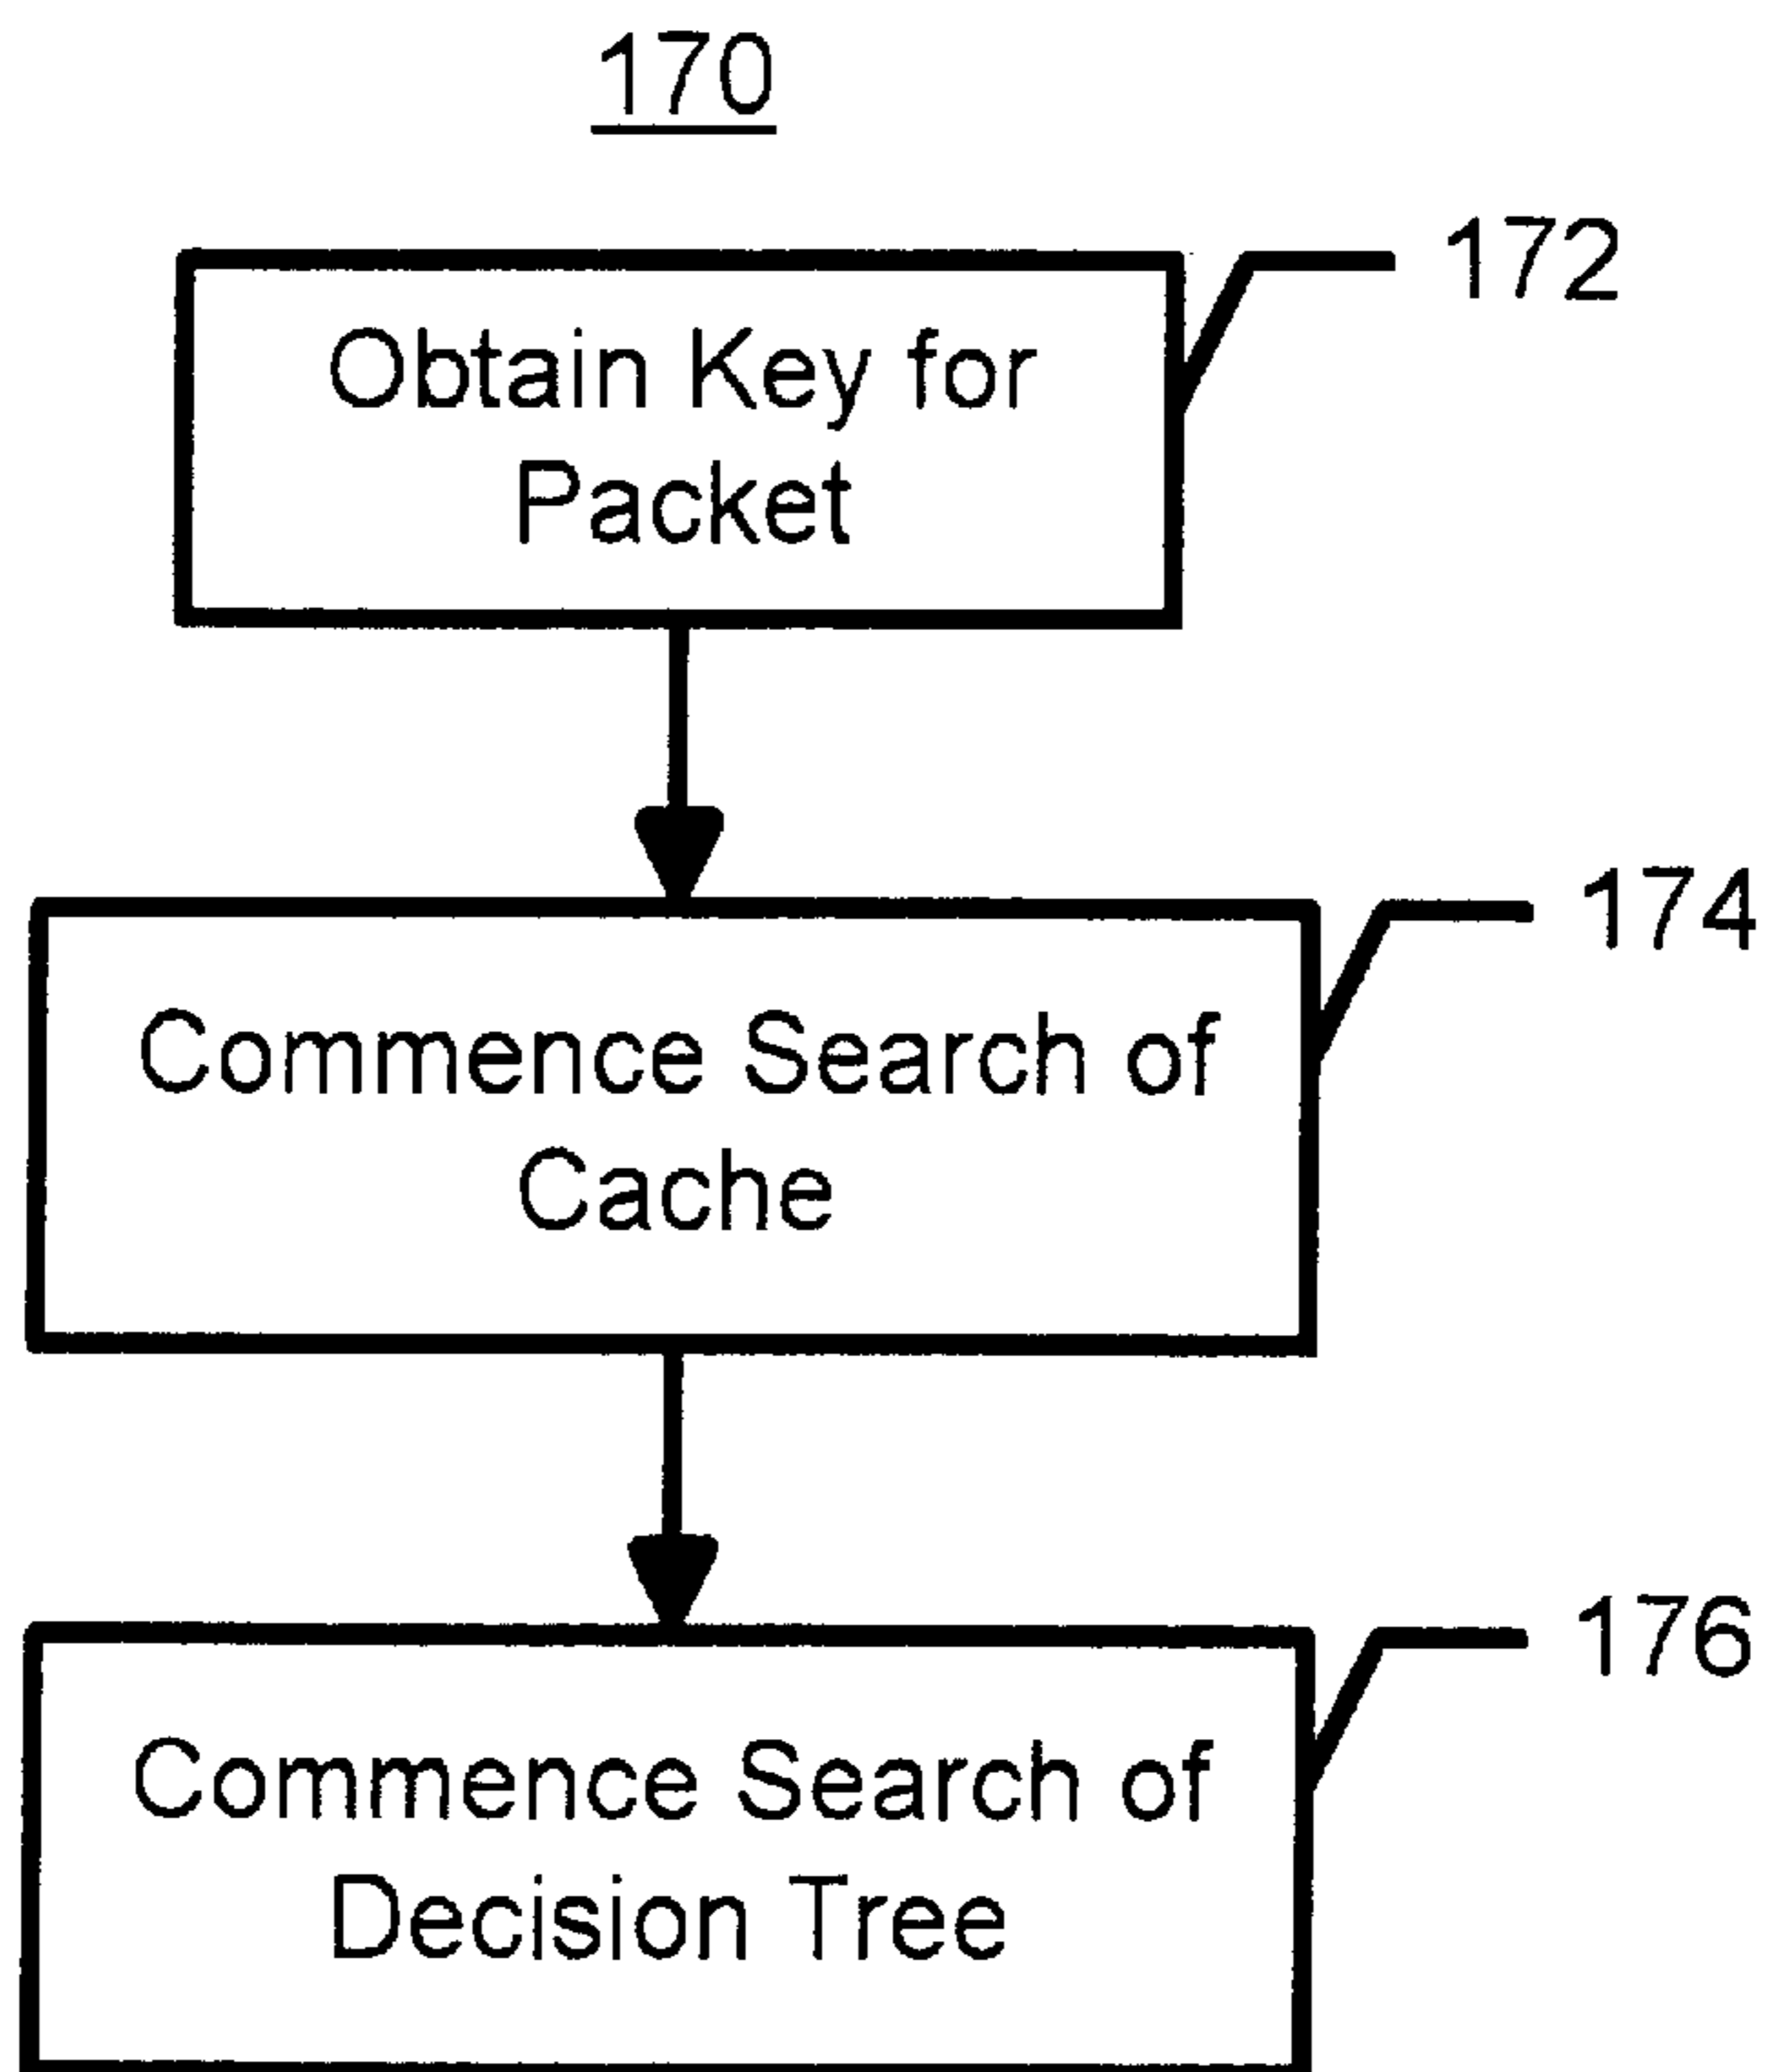 170
172
Obtain Key for
Packet
174
Commence Search of
Cache
176
Commence Search of
Decision Tree